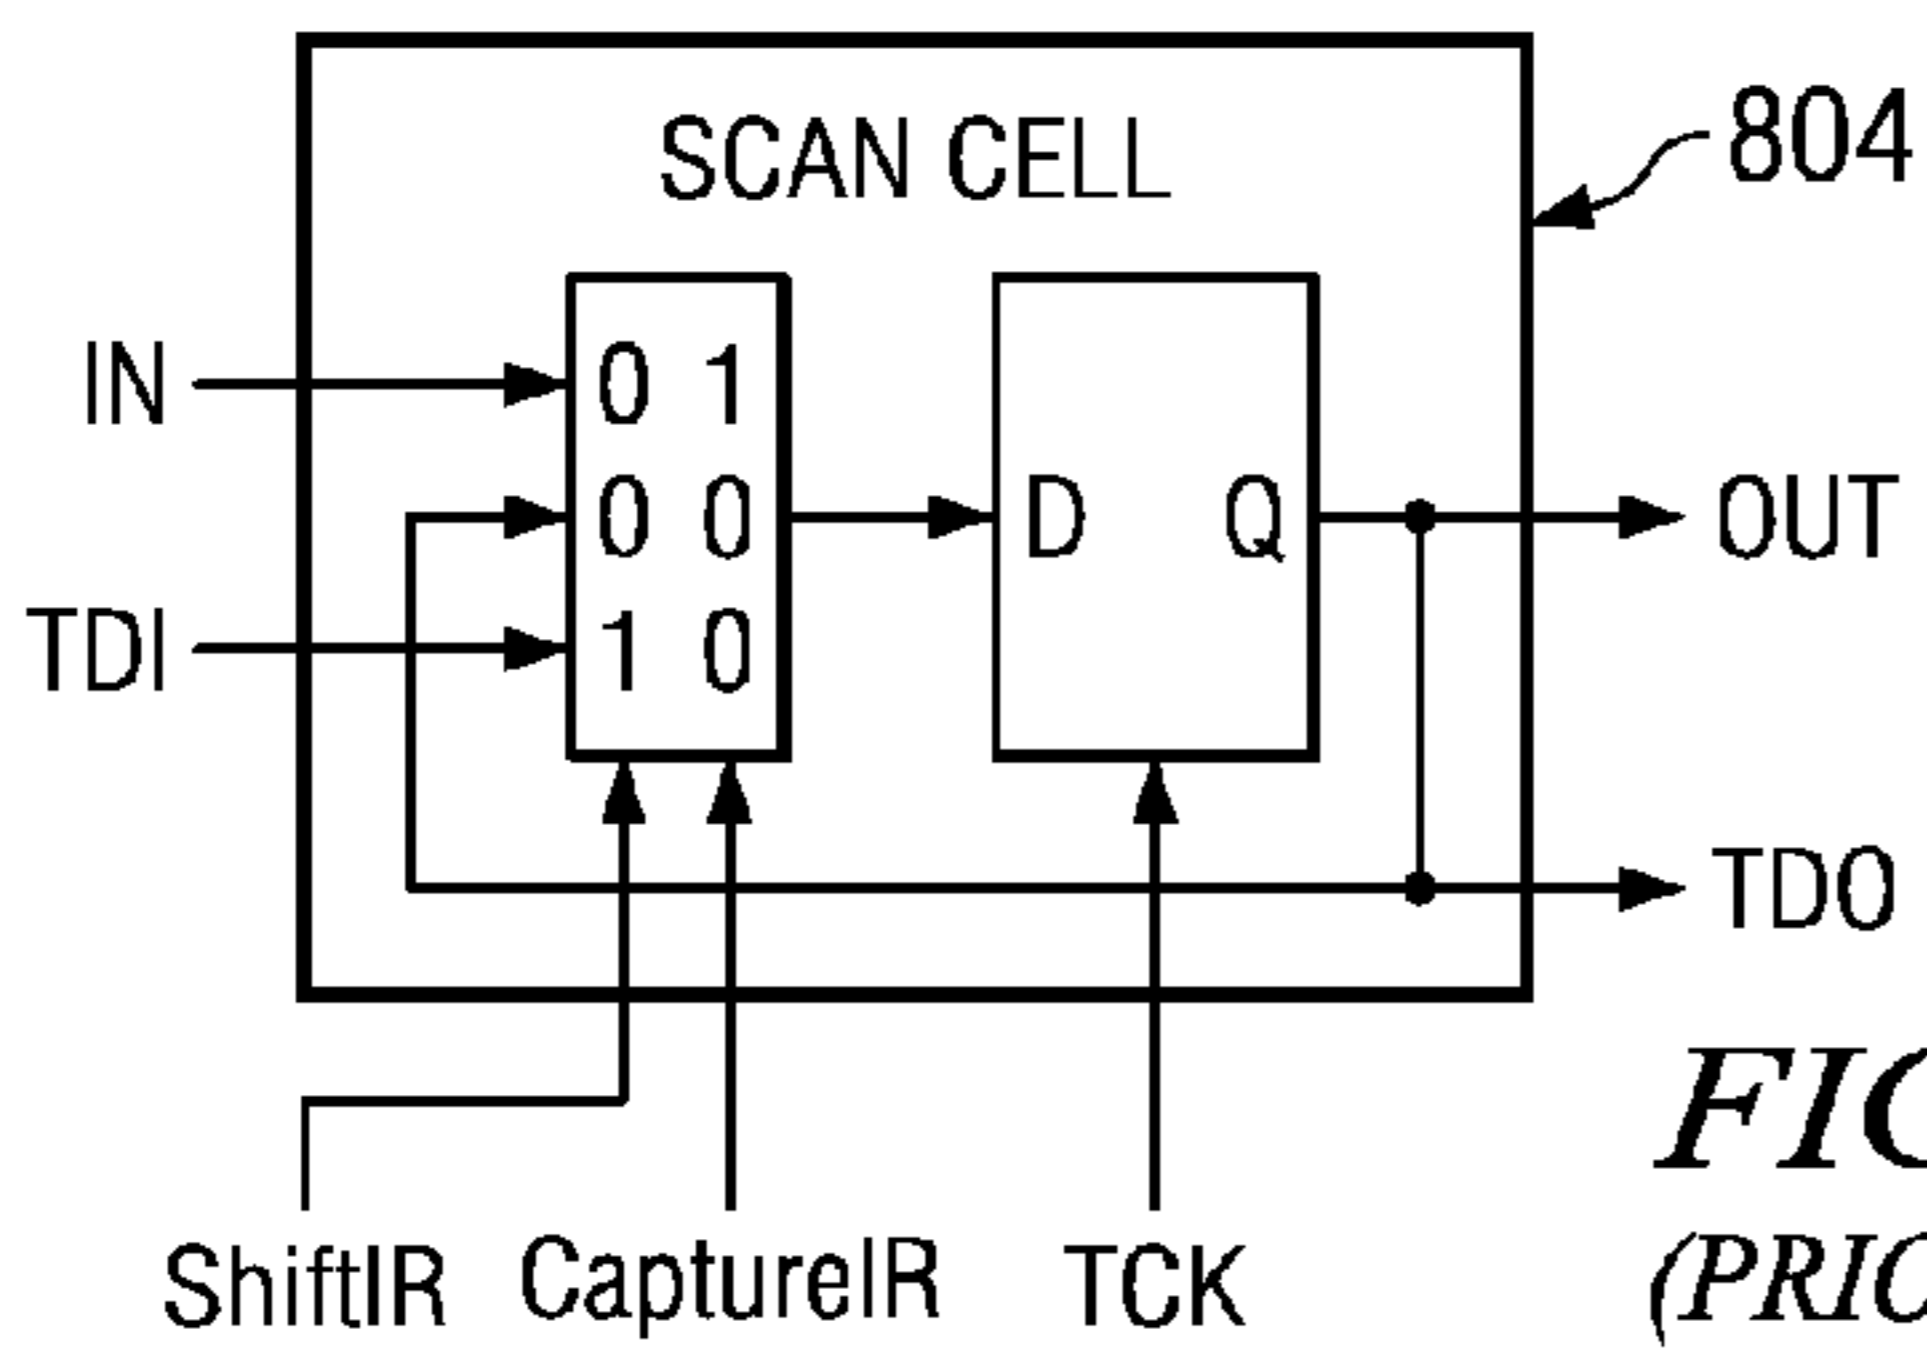 SCAN CELL
804
IN
0 1
0 0
1 0
D Q
OUT
TDI
TDO
ShiftIR CaptureIR TCK